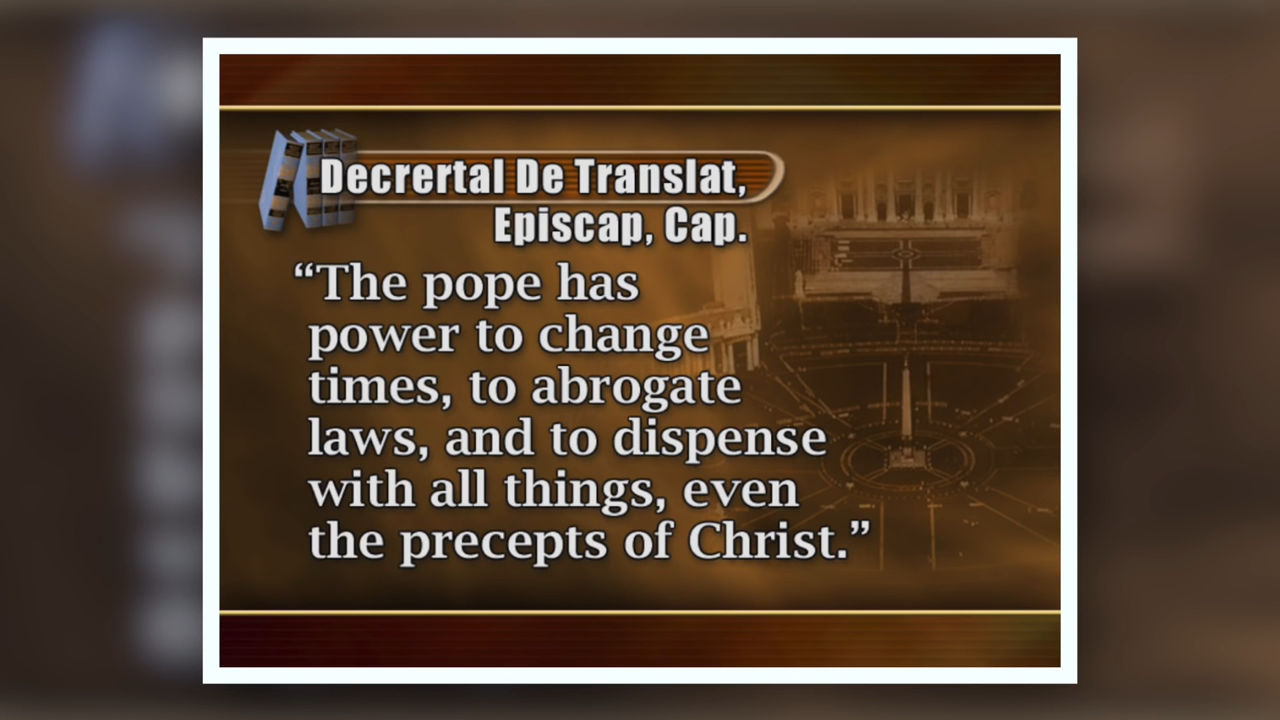 Decrertal De Translat,
Episcap, Cap.
“The pope has
power to change
times, to abrogate
laws, and to dispense
with all things, even
the precepts of Christ.”